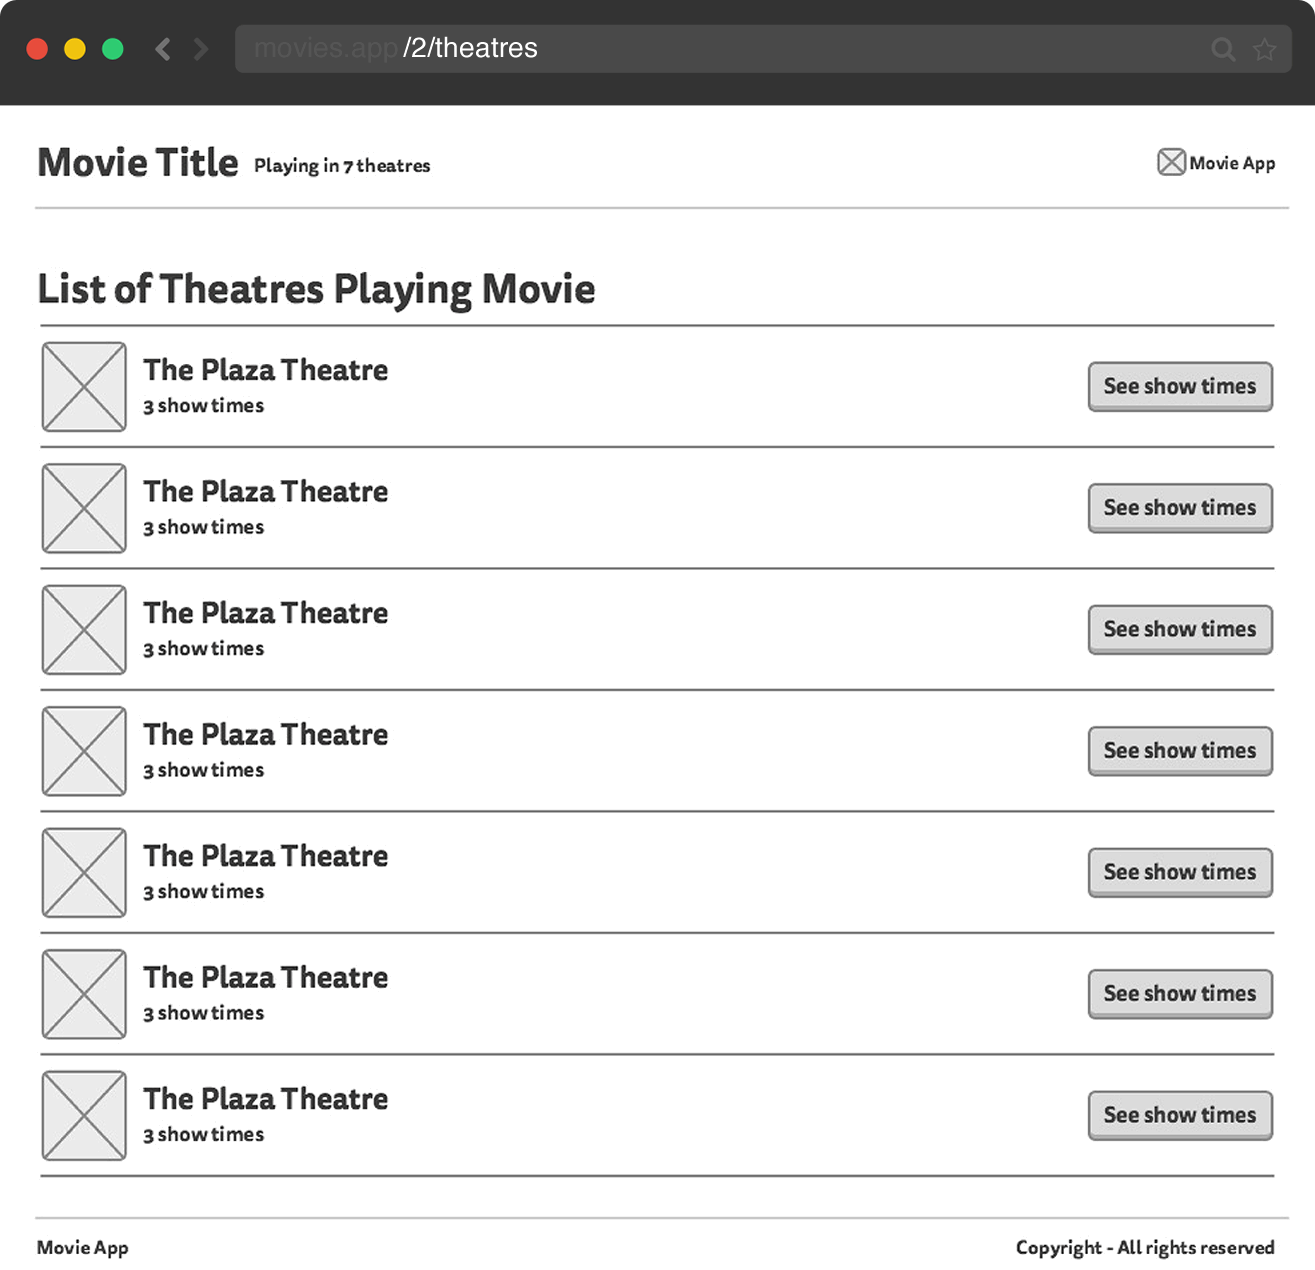 movies.app/2/theatres
Movie Title Playing in 7 theatres
Movie App
List of Theatres Playing Movie
The Plaza Theatre
3 show times
See show times
The Plaza Theatre
3 show times
See show times
The Plaza Theatre
3 show times
See show times
The Plaza Theatre
3 show times
See show times
The Plaza Theatre
3 show times
See show times
The Plaza Theatre
3 show times
See show times
The Plaza Theatre
3 show times
See show times
Movie App
Copyright - All rights reserved